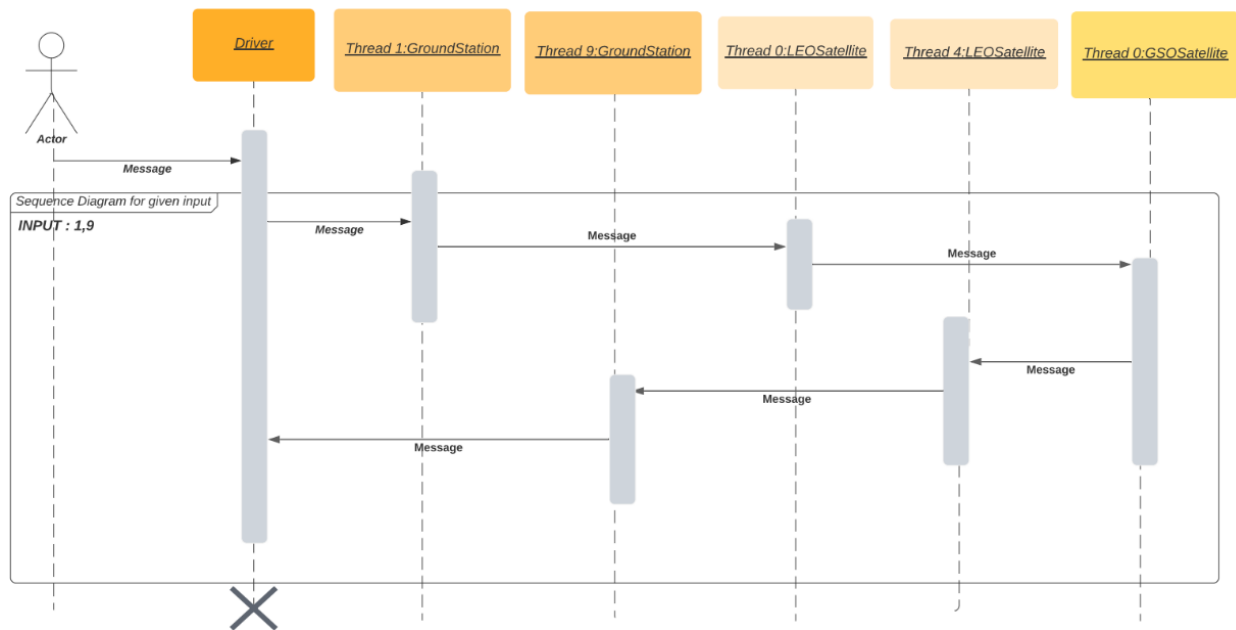 Driver
Thread 1:GroundStation
Thread 9:GroundStation
Thread 0:LEOSatellite
Thread 4:LEOSatellite
Thread 0:GSOSatellite
Actor
Message
Sequence Diagram for given input
INPUT : 1,9
Message
Message
Message
Message
Message
Message